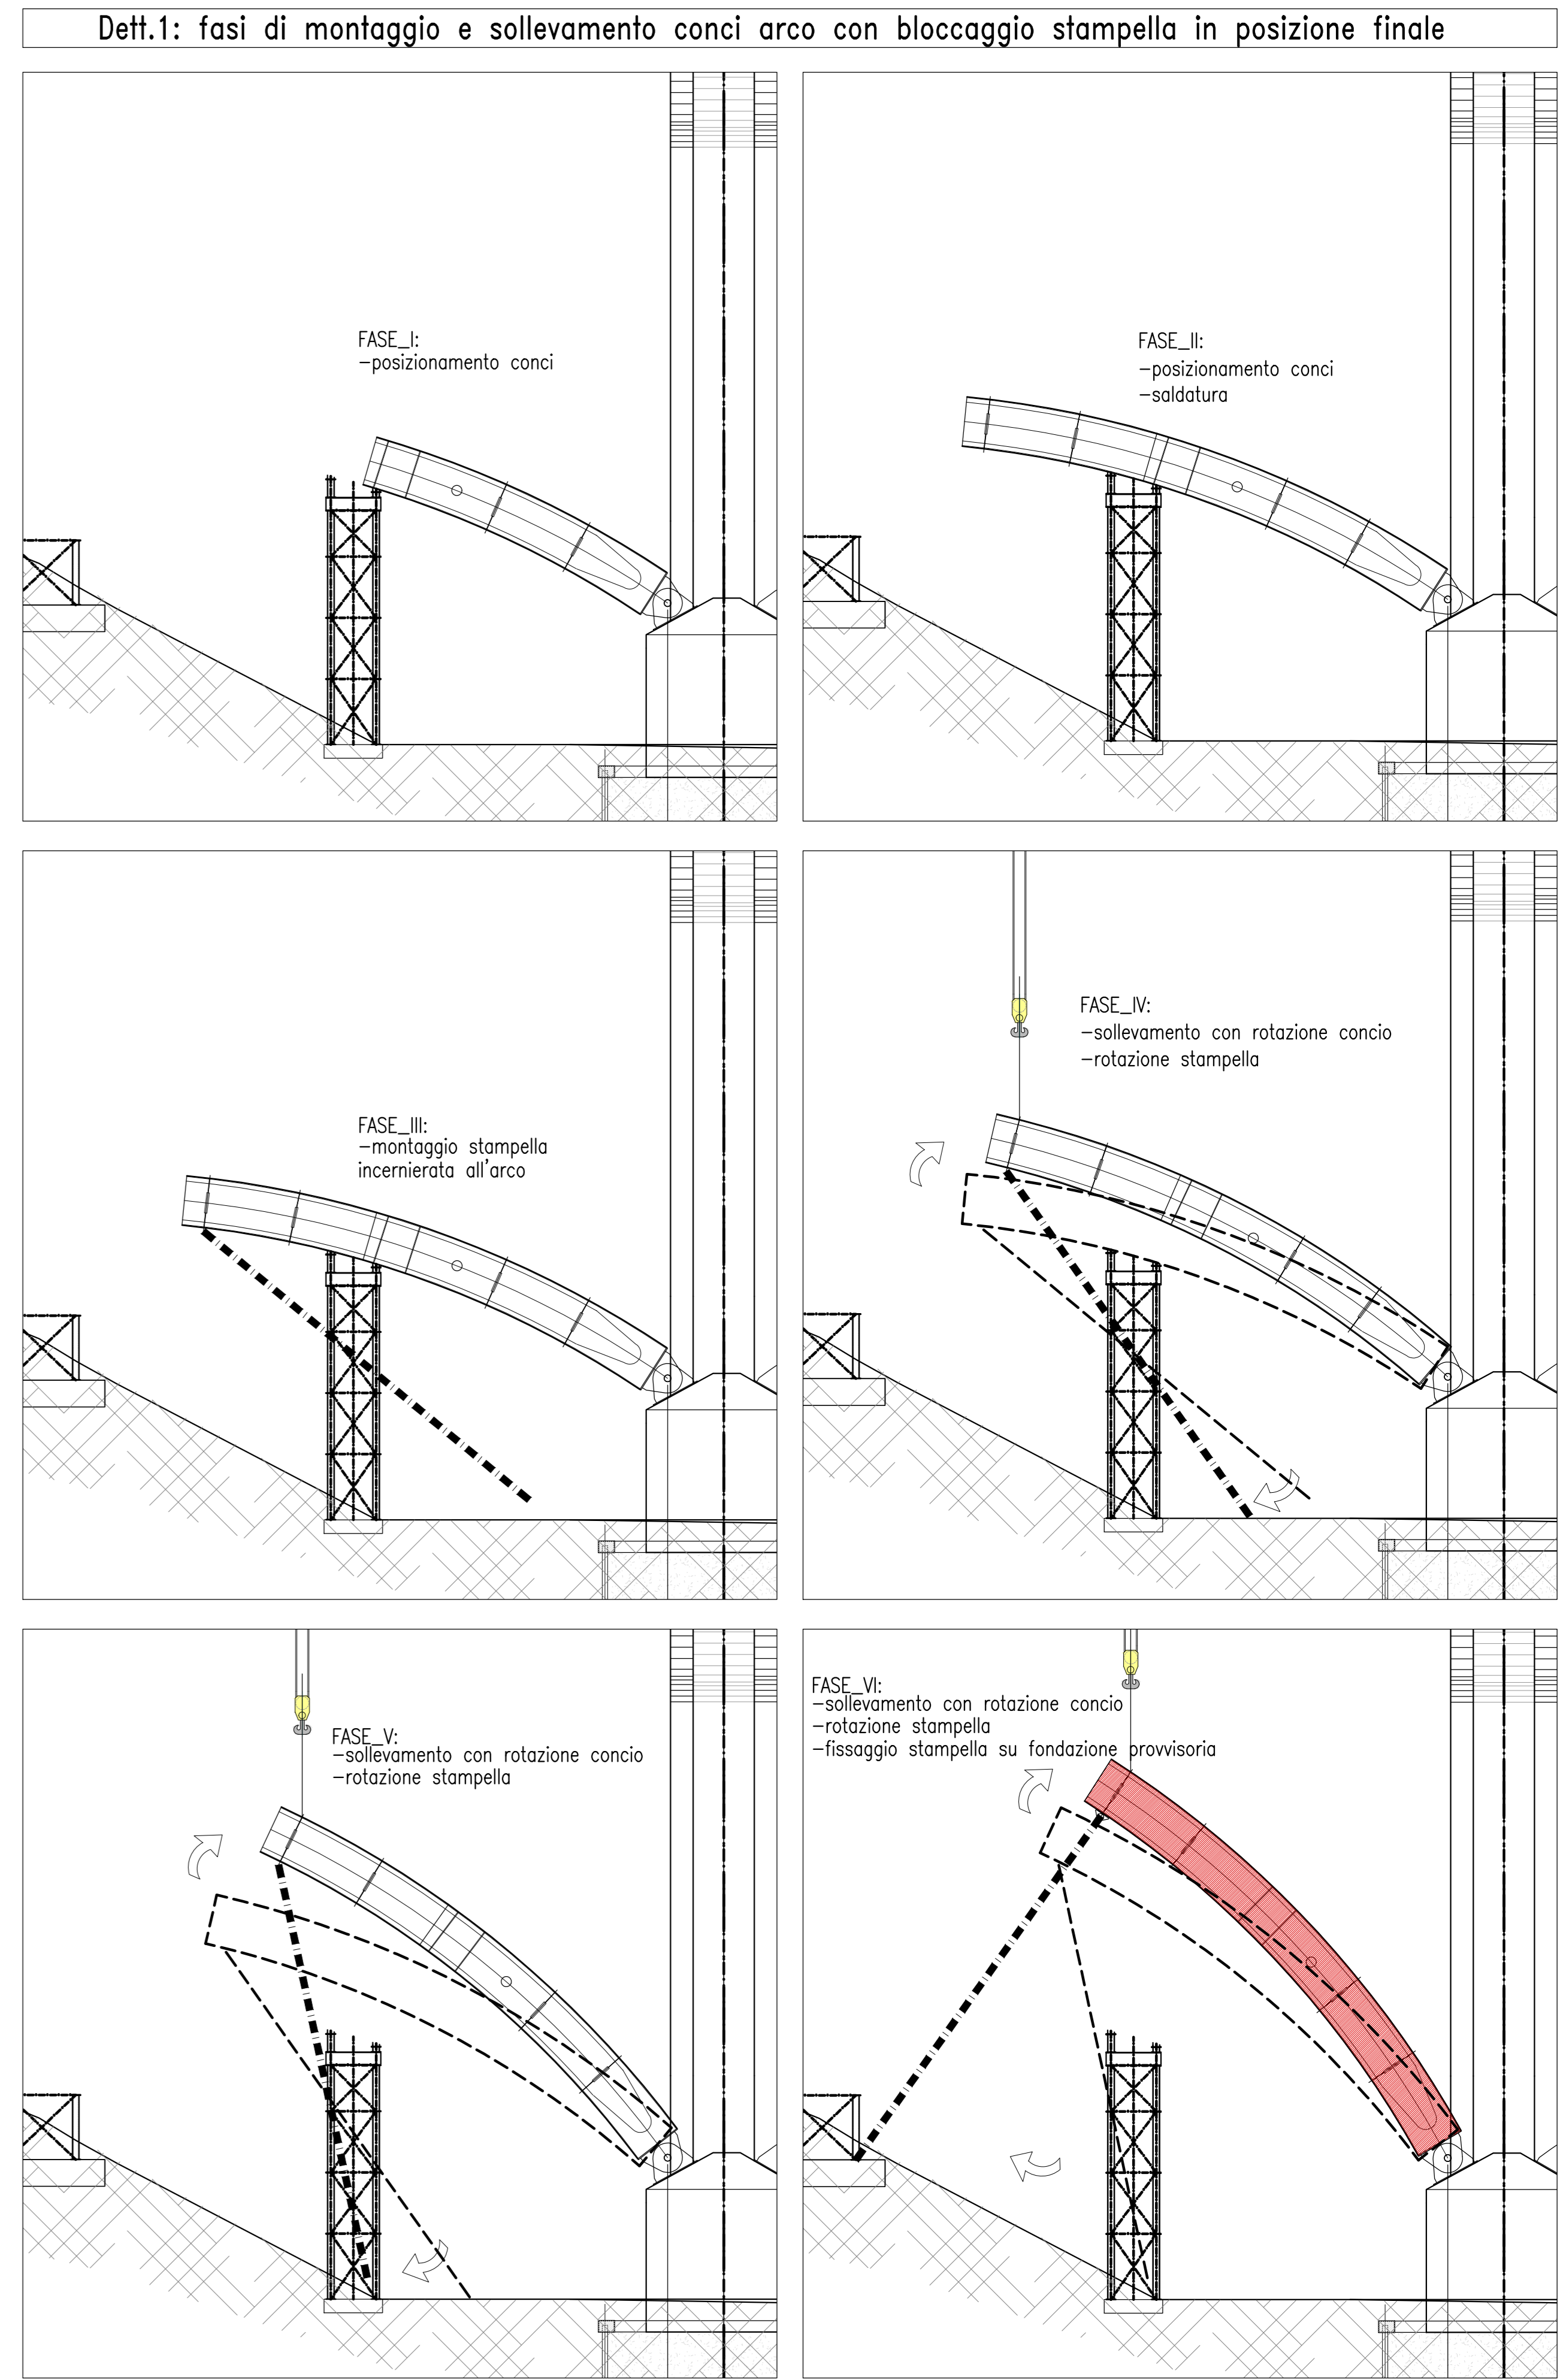 Dett.1: fasi di montaggio e sollevamento conci arco con bloccaggio stampella in posizione finale
FASE_I:
-posizionamento conci
FASE_II:
-posizionamento conci
-saldatura
FASE_III:
-montaggio stampella
incernierata all'arco
FASE_IV:
-sollevamento con rotazione concio
-rotazione stampella
FASE_V:
-sollevamento con rotazione concio
-rotazione stampella
FASE_VI:
-sollevamento con rotazione concio
-rotazione stampella
-fissaggio stampella su fondazione provvisoria